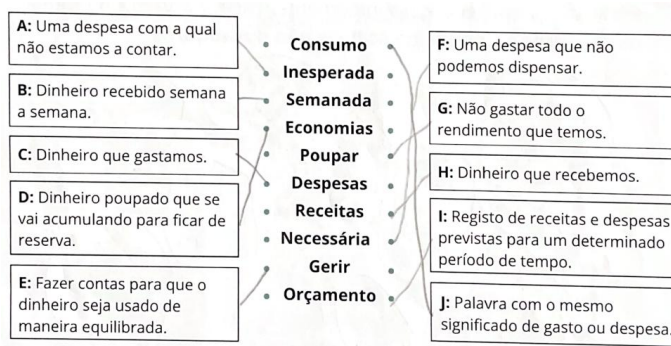 A: Uma despesa com a qual
não estamos a contar.
B: Dinheiro recebido semana
a semana.
C: Dinheiro que gastamos.
D: Dinheiro poupado que se
vai acumulando para ficar de
reserva.
E: Fazer contas para que o
dinheiro seja usado de
maneira equilibrada.
Consumo
Inesperada
Semanada
Economias
Poupar
Despesas
Receitas
Necessária
Gerir
Orçamento
F: Uma despesa que não
podemos dispensar.
G: Não gastar todo o
rendimento que temos.
H: Dinheiro que recebemos.
I: Registo de receitas e despesas
previstas para um determinado
período de tempo.
J: Palavra com o mesmo
significado de gasto ou despesa.